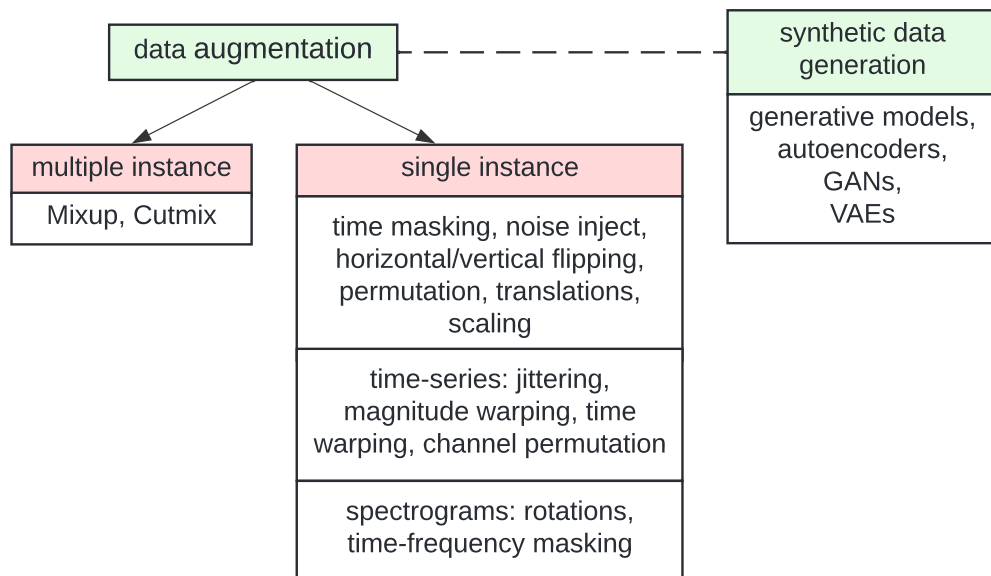 data augmentation
synthetic data
generation
generative models,
autoencoders,
GANs,
VAEs
multiple instance
Mixup, Cutmix
single instance
time masking, noise inject,
horizontal/vertical flipping,
permutation, translations,
scaling
time-series: jittering,
magnitude warping, time
warping, channel permutation
spectrograms: rotations,
time-frequency masking